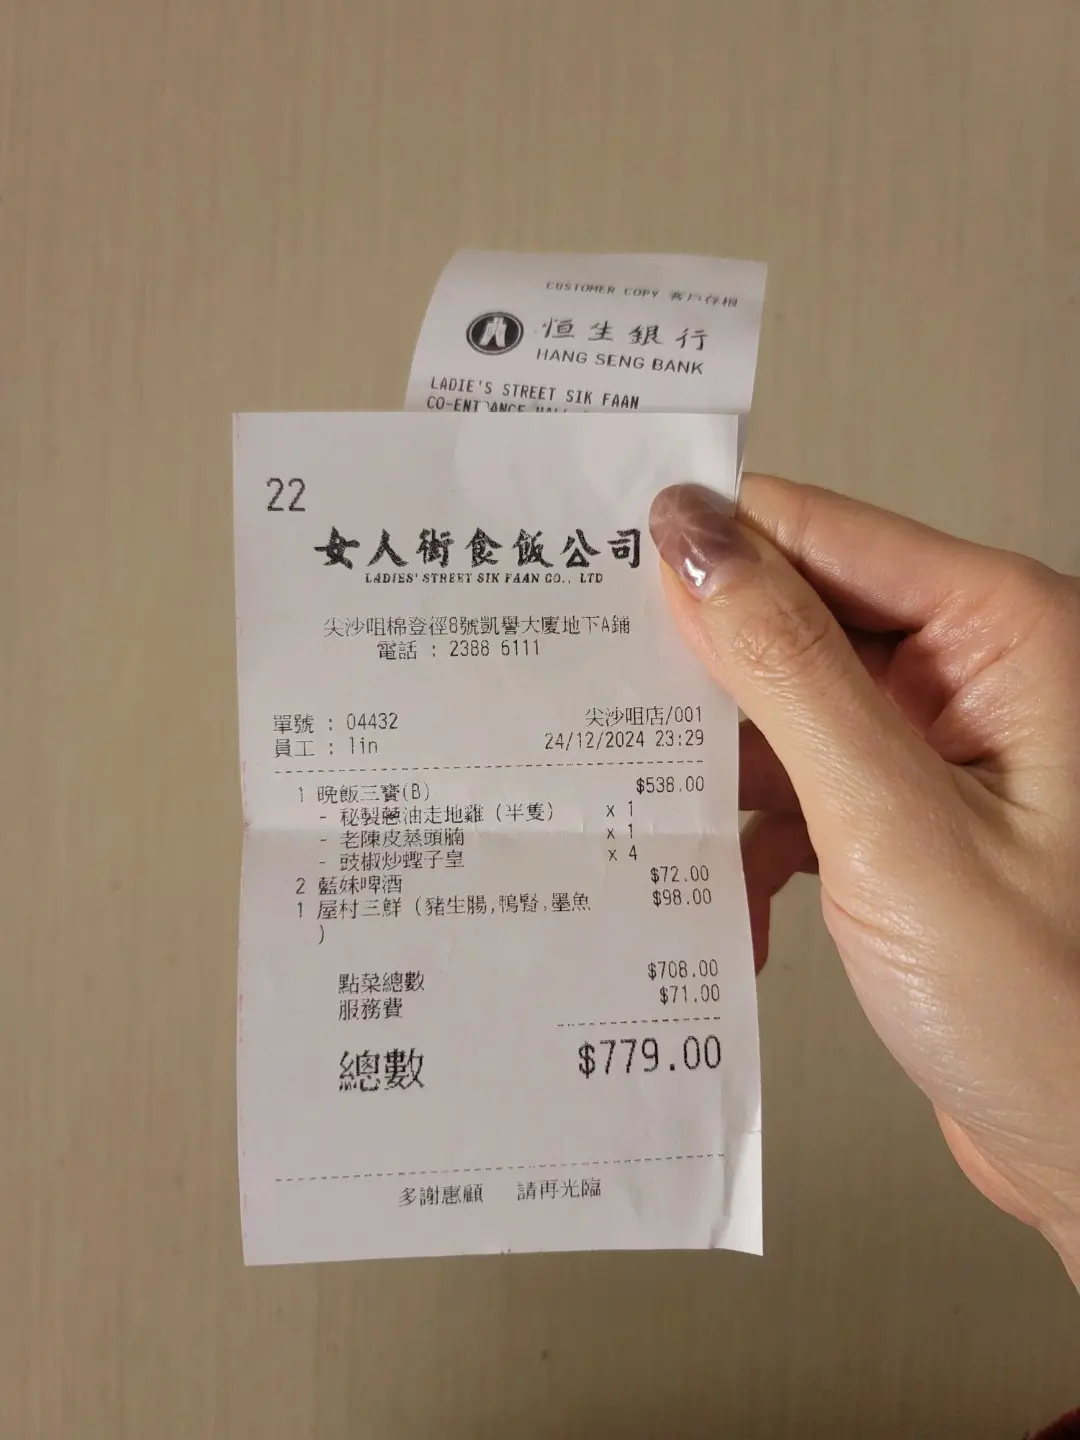 CUSTOMER COPY 客戶存根
恒生銀行
HANG SENG BANK
LADIE'S STREET SIK FAAN
CO-ENTRANCE
22
女人街食飯公司
LADIES' STREET SIK FAAN CO., LTD
尖沙咀棉登徑8號凱譽大廈地下A鋪
電話 : 2388 6111
單號 : 04432 尖沙咀店/001
員工 : lin 24/12/2024 23:29
1 晚飯三寶(B) $538.00
- 秘製蔥油走地雞 (半隻) x 1
- 老陳皮蒸頭腩 x 1
- 豉椒炒蟶子皇 x 4
2 藍妹啤酒 $72.00
1 屋村三鮮 (豬生腸,鴨腎,墨魚 $98.00
)
點菜總數 $708.00
服務費 $71.00
總數 $779.00
多謝惠顧 請再光臨